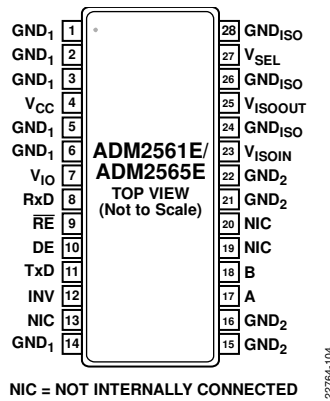 GND1 1
GND1 2
GND1 3
VCC 4
GND1 5
GND1 6
VIO 7
RxD 8
RE 9
DE 10
TxD 11
INV 12
NIC 13
GND1 14
ADM2561E/
ADM2565E
TOP VIEW
(Not to Scale)
28 GNDISO
27 VSEL
26 GNDISO
25 VISOOUT
24 GNDISO
23 VISOIN
22 GND2
21 GND2
20 NIC
19 NIC
18 B
17 A
16 GND2
15 GND2
NIC = NOT INTERNALLY CONNECTED
22764-104